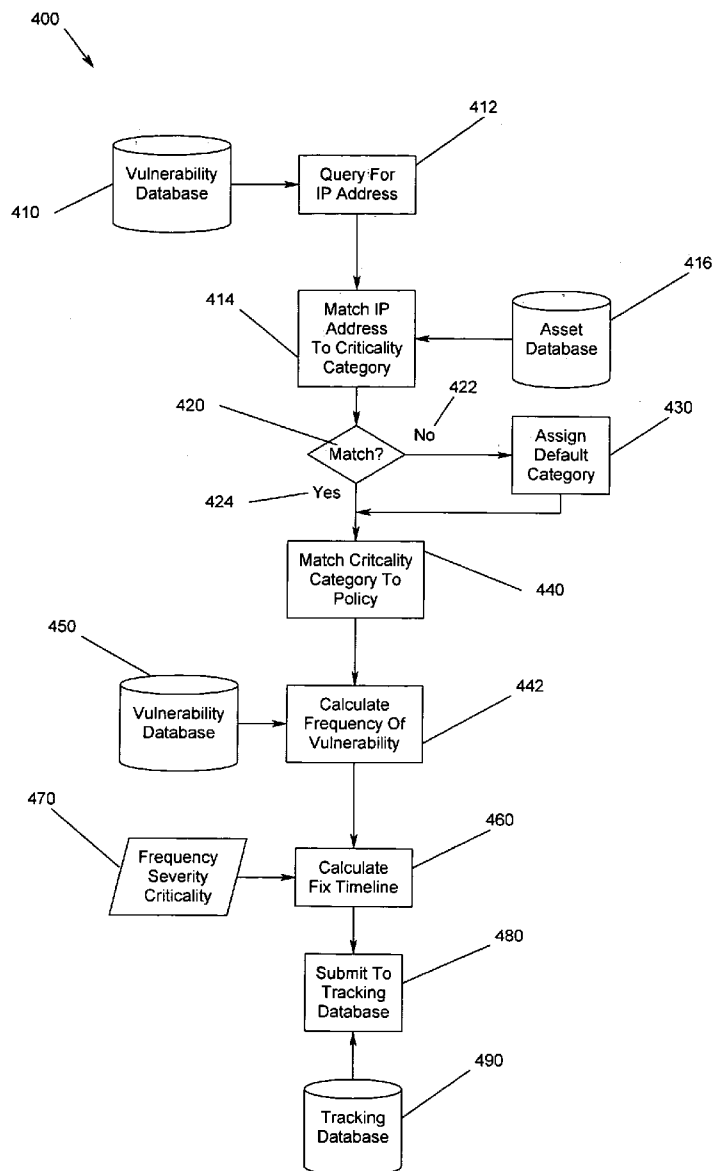 400
412
Vulnerability
Database
Query For
IP Address
410
416
414
Match IP
Address
To Criticality
Category
Asset
Database
420
422
430
No
Match?
Assign
Default
Category
424
Yes
Match Critcality
Category To
Policy
440
450
442
Vulnerability
Database
Calculate
Frequency Of
Vulnerability
470
460
Frequency
Severity
Criticality
Calculate
Fix Timeline
480
Submit To
Tracking
Database
490
Tracking
Database